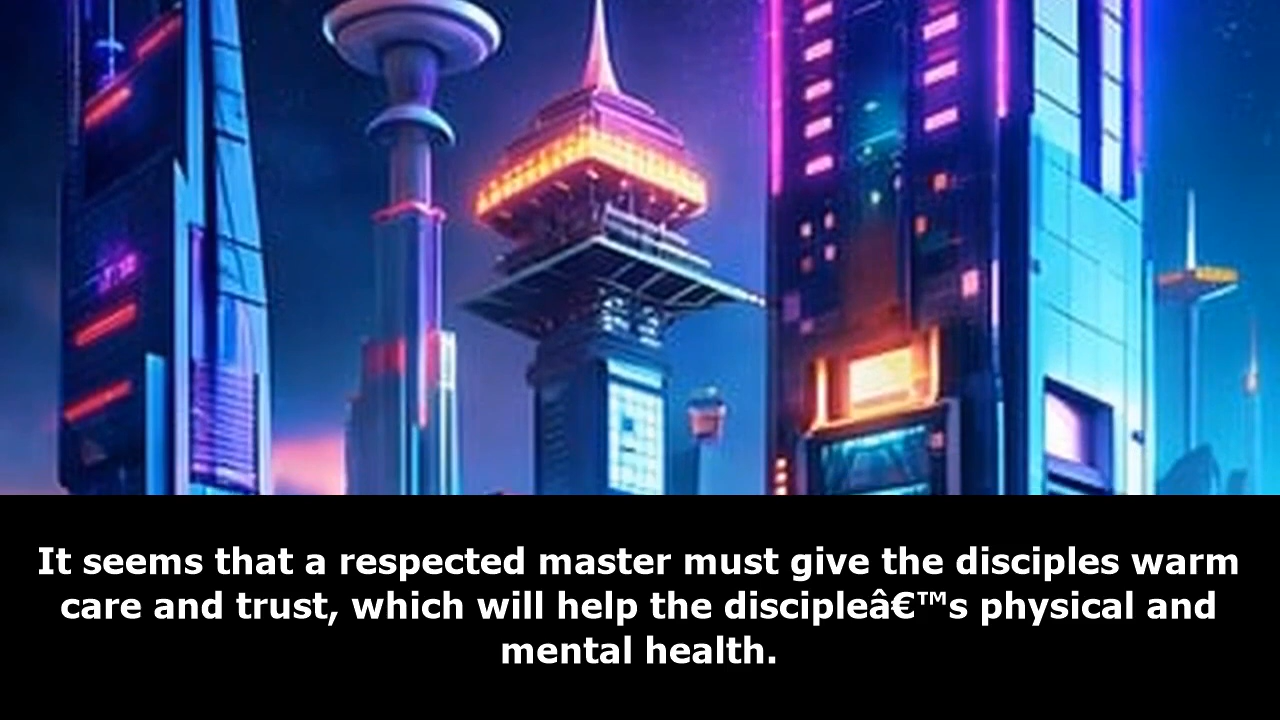 It seems that a respected master must give the disciples warm
care and trust, which will help the discipleâ€™s physical and
mental health.